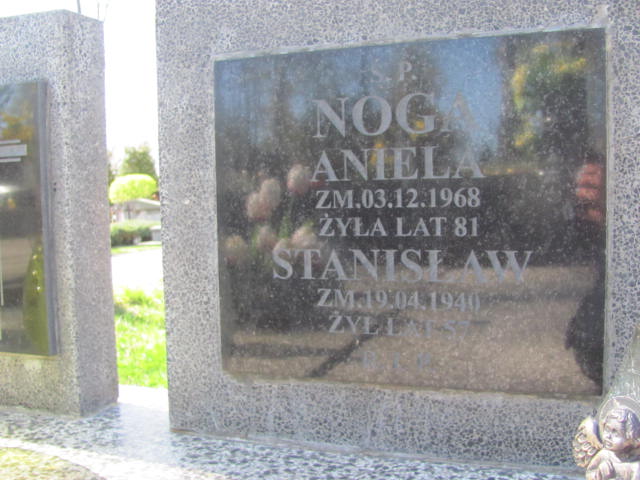 Ś. P.
NOGA
ANIELA
ZM.03.12.1968
ŻYŁA LAT 81
STANISŁAW
ZM.19.04.1940
ŻYŁ LAT 57